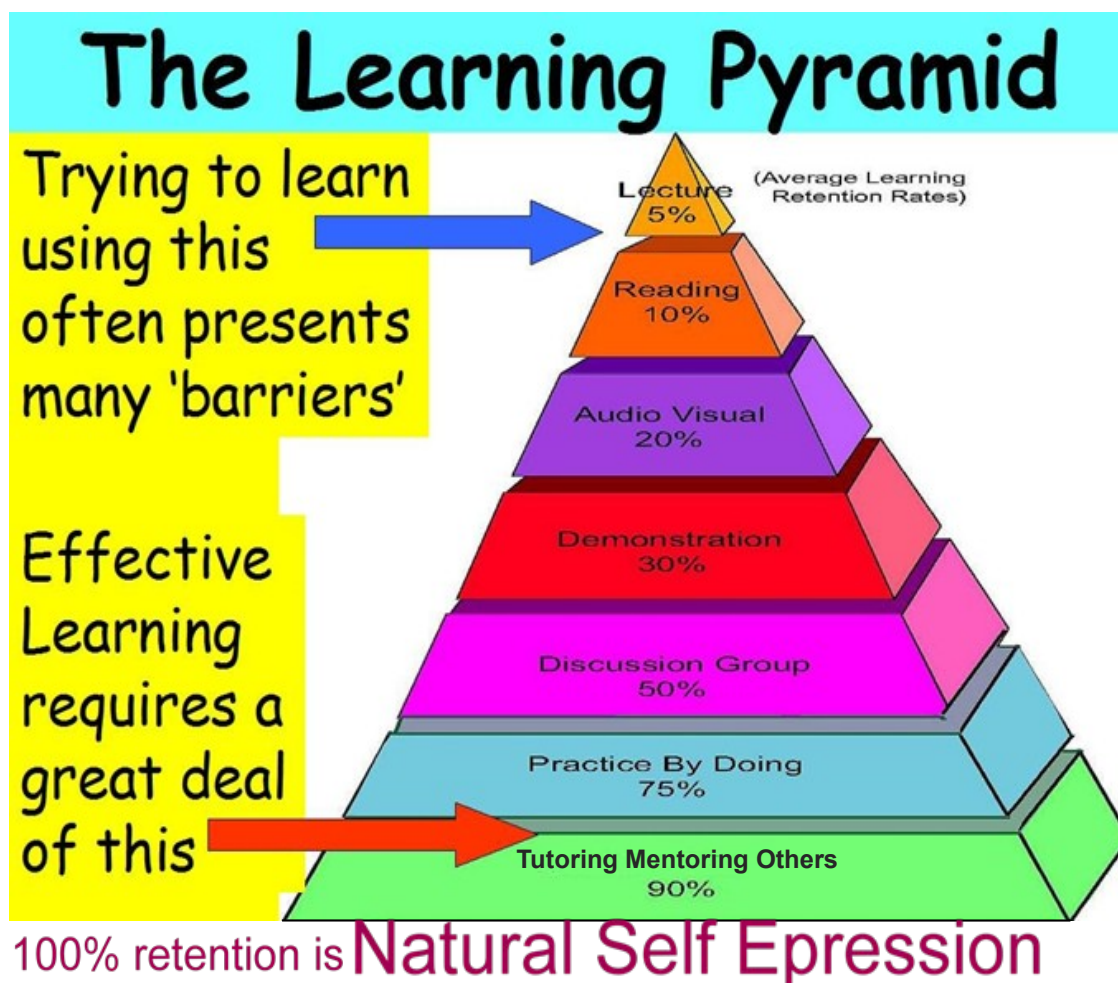 The Learning Pyramid
Trying to learn
using this
often presents
many 'barriers'
Effective
Learning
requires a
great deal
of this
(Average Learning
Retention Rates)
Lecture
5%
Reading
10%
Audio Visual
20%
Demonstration
30%
Discussion Group
50%
Practice By Doing
75%
Tutoring Mentoring Others
90%
100% retention is Natural Self Epression